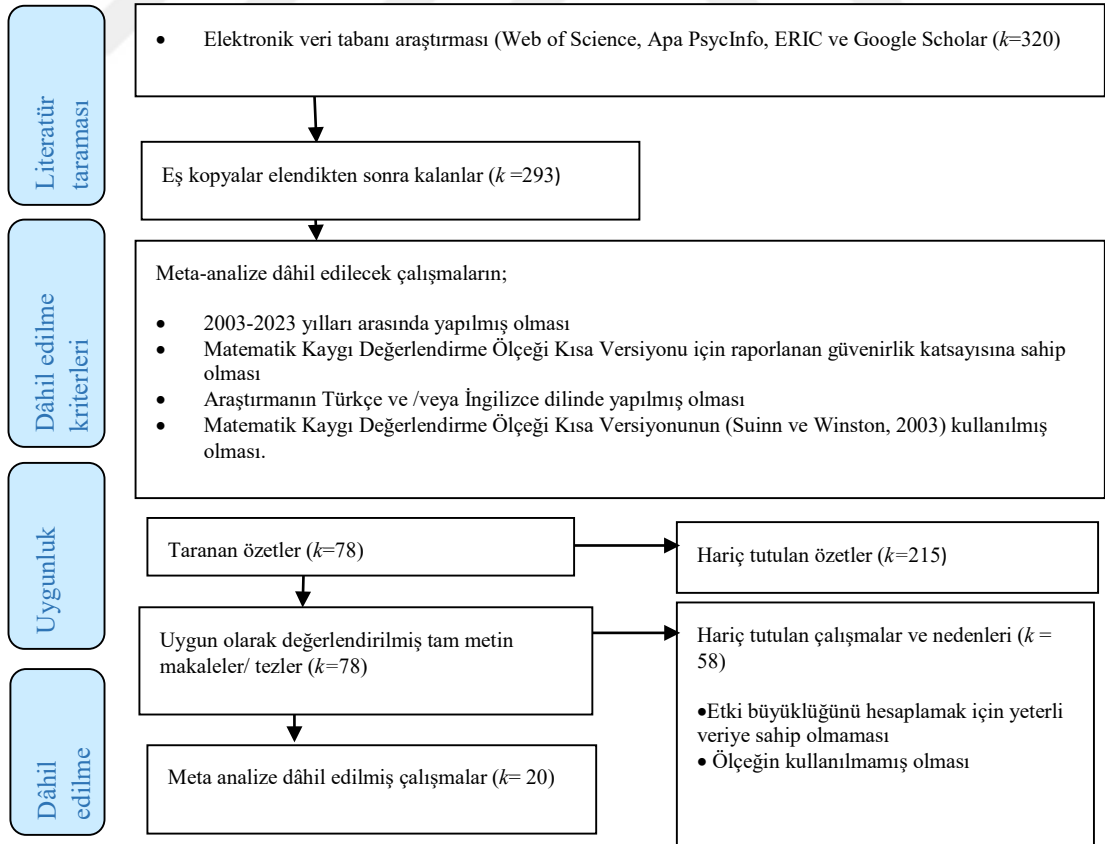 Literatür
taraması
• Elektronik veri tabanı araştırması (Web of Science, Apa PsycInfo, ERIC ve Google Scholar (k=320)
Eş kopyalar elendikten sonra kalanlar (k =293)
Dâhil edilme
kriterleri
Meta-analize dâhil edilecek çalışmaların;
• 2003-2023 yılları arasında yapılmış olması
• Matematik Kaygı Değerlendirme Ölçeği Kısa Versiyonu için raporlanan güvenirlik katsayısına sahip
olması
• Araştırmanın Türkçe ve /veya İngilizce dilinde yapılmış olması
• Matematik Kaygı Değerlendirme Ölçeği Kısa Versiyonunun (Suinn ve Winston, 2003) kullanılmış
olması.
Uygunluk
Taranan özetler (k=78)
Hariç tutulan özetler (k=215)
Uygun olarak değerlendirilmiş tam metin
makaleler/ tezler (k=78)
Hariç tutulan çalışmalar ve nedenleri (k =
58)
•Etki büyüklüğünü hesaplamak için yeterli
veriye sahip olmaması
• Ölçeğin kullanılmamış olması
Dâhil
edilme
Meta analize dâhil edilmiş çalışmalar (k= 20)